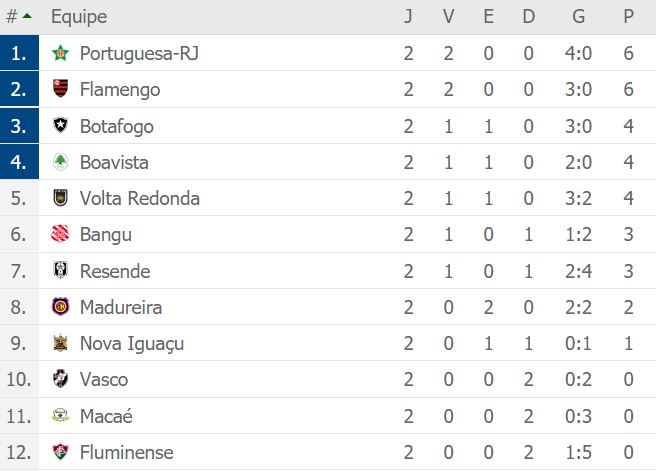 # Equipe J V E D G P
1. Portuguesa-RJ 2 2 0 0 4:0 6
2. Flamengo 2 2 0 0 3:0 6
3. Botafogo 2 1 1 0 3:0 4
4. Boavista 2 1 1 0 2:0 4
5. Volta Redonda 2 1 1 0 3:2 4
6. Bangu 2 1 0 1 1:2 3
7. Resende 2 1 0 1 2:4 3
8. Madureira 2 0 2 0 2:2 2
9. Nova Iguaçu 2 0 1 1 0:1 1
10. Vasco 2 0 0 2 0:2 0
11. Macaé 2 0 0 2 0:3 0
12. Fluminense 2 0 0 2 1:5 0